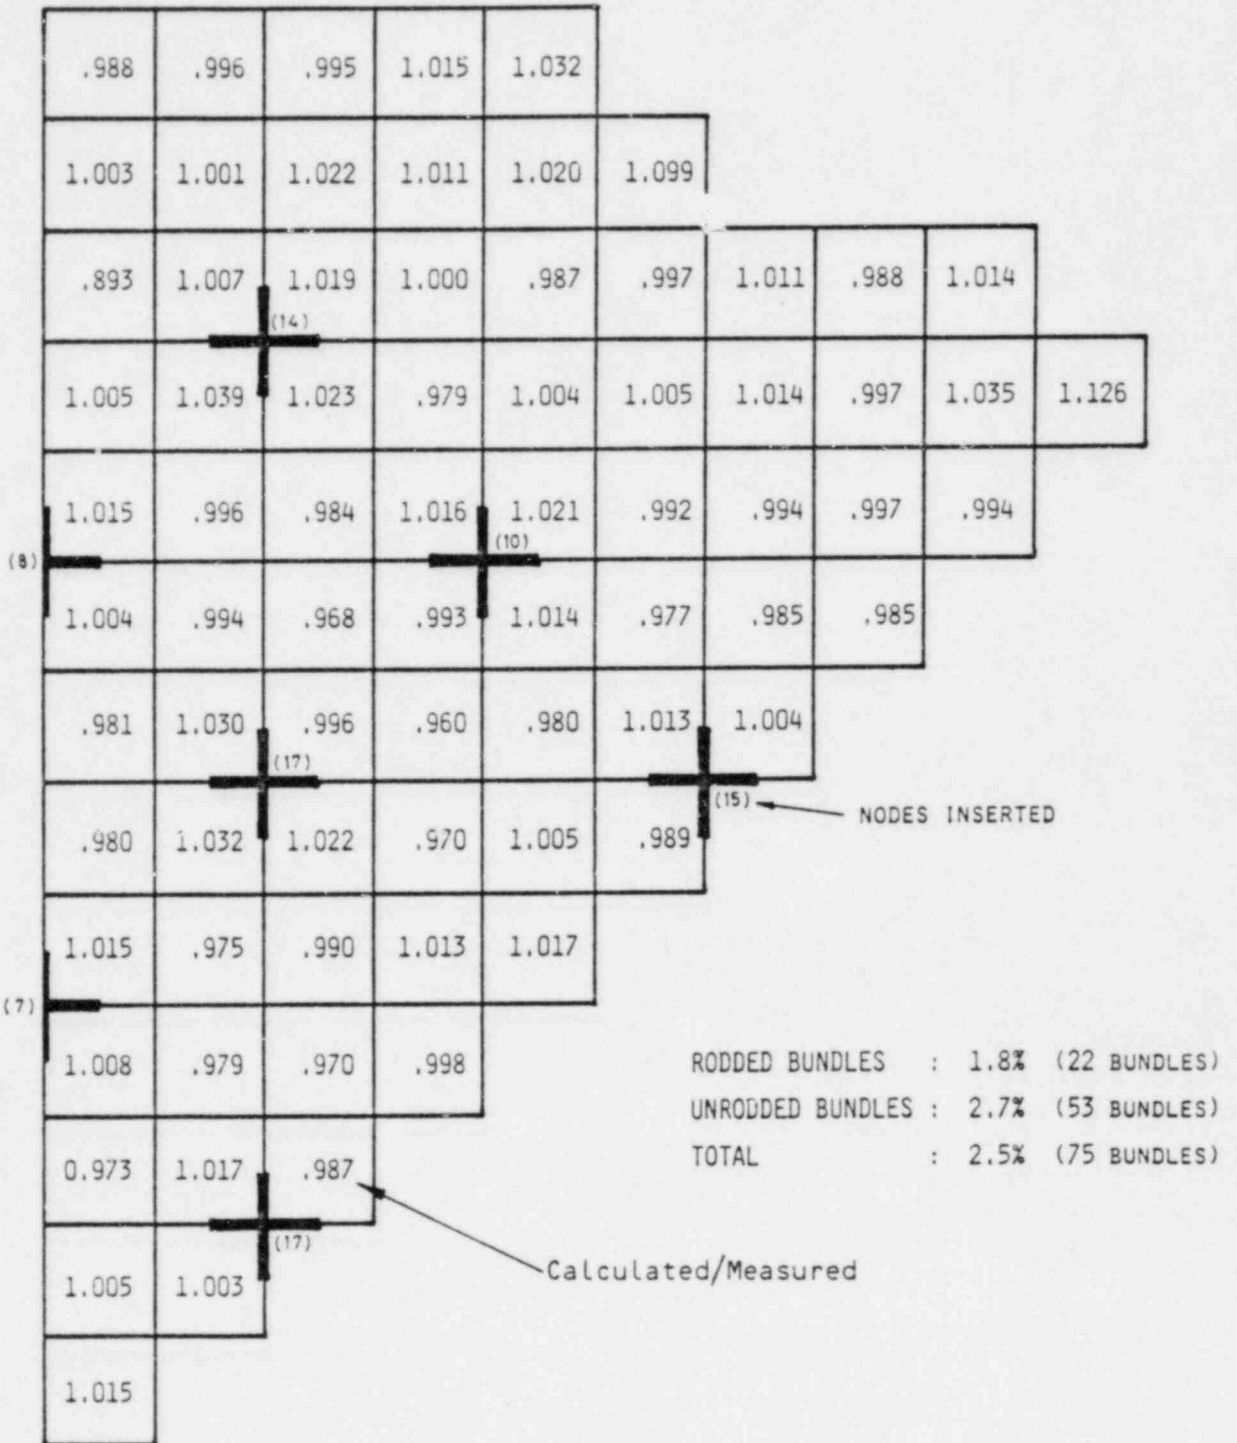 .988 .996 .995 1.015 1.032
1.003 1.001 1.022 1.011 1.020 1.099
.893 1.007 1.019 1.000 .987 .997 1.011 .988 1.014
(14)
1.005 1.039 1.023 .979 1.004 1.005 1.014 .997 1.035 1.126
1.015 .996 .984 1.016 1.021 .992 .994 .997 .994
(8) (10)
1.004 .994 .968 .993 1.014 .977 .985 .985
.981 1.030 .996 .960 .980 1.013 1.004
(17) (15) NODES INSERTED
.980 1.032 1.022 .970 1.005 .989
1.015 .975 .990 1.013 1.017
(7)
1.008 .979 .970 .998
RODDED BUNDLES : 1.8% (22 BUNDLES)
UNRODDED BUNDLES : 2.7% (53 BUNDLES)
TOTAL : 2.5% (75 BUNDLES)
0.973 1.017 .987
(17)
Calculated/Measured
1.005 1.003
1.015